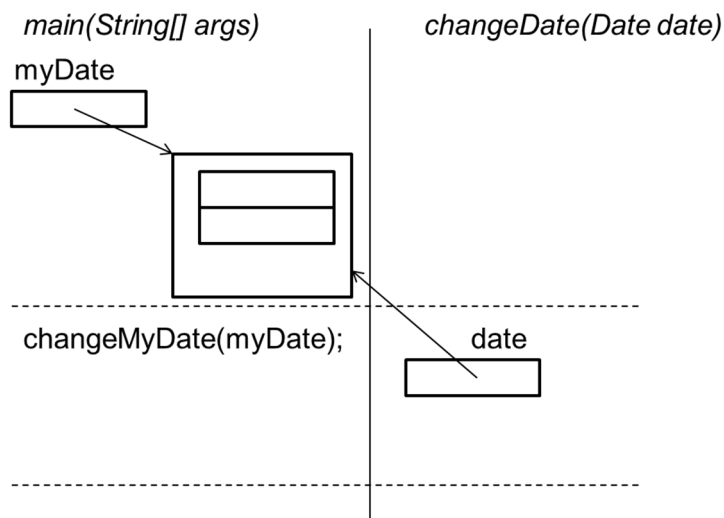 main(String[] args)
changeDate(Date date)
myDate
changeMyDate(myDate);
date